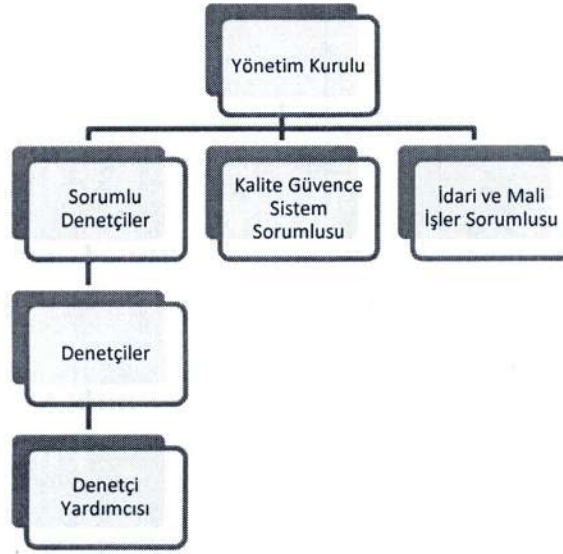 Yönetim Kurulu
Sorumlu
Denetçiler
Kalite Güvence
Sistem
Sorumlusu
İdari ve Mali
İşler Sorumlusu
Denetçiler
Denetçi
Yardımcısı